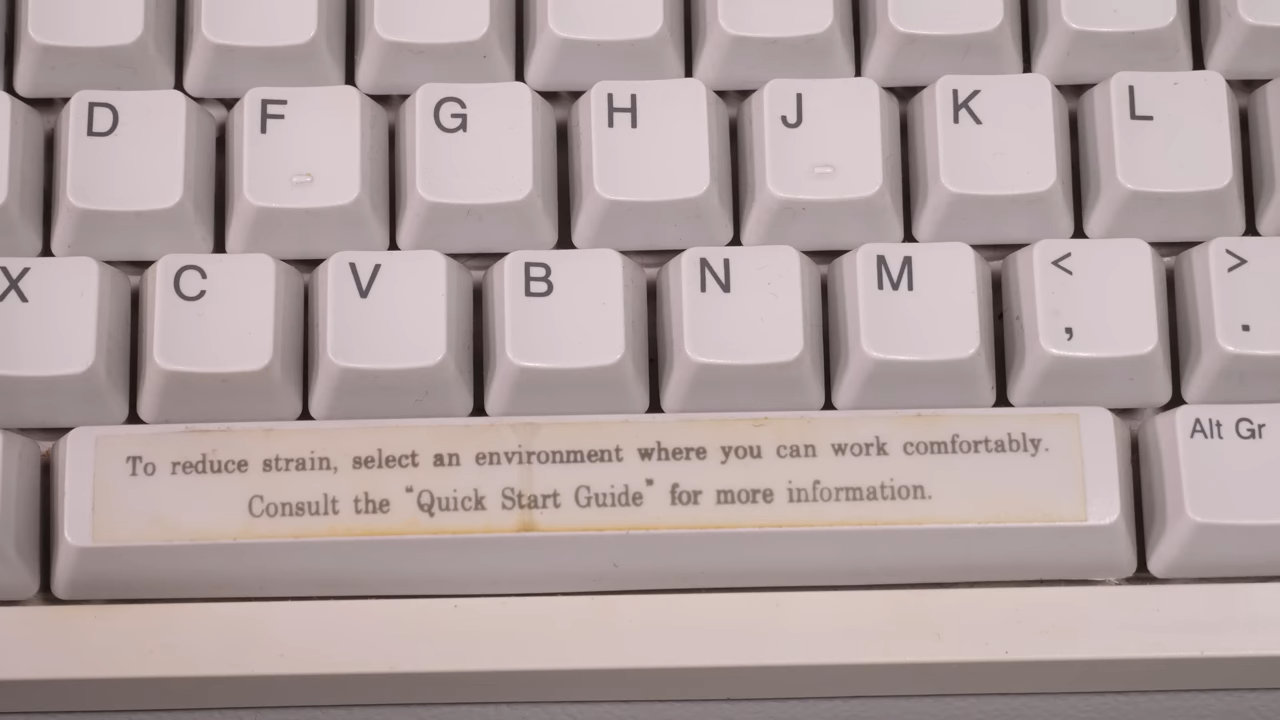 D F G H J K L
X C V B N M < >
, .
Alt Gr
To reduce strain, select an environment where you can work comfortably.
Consult the "Quick Start Guide" for more information.